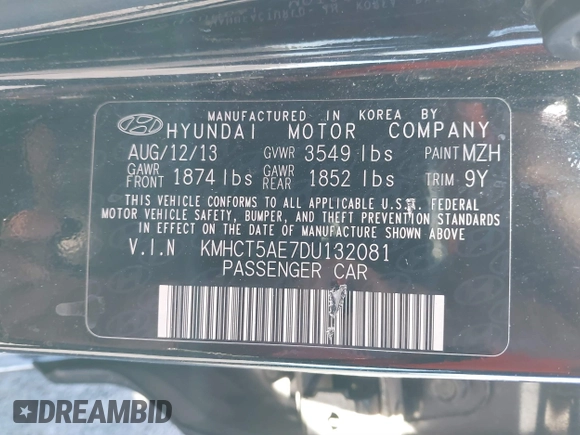 MANUFACTURED IN KOREA BY
HYUNDAI MOTOR COMPANY
AUG/12/13 GVWR 3549 lbs PAINT MZH
GAWR FRONT 1874 lbs GAWR REAR 1852 lbs TRIM 9Y
THIS VEHICLE CONFORMS TO ALL APPLICABLE U.S. FEDERAL
MOTOR VEHICLE SAFETY, BUMPER, AND THEFT PREVENTION STANDARDS
IN EFFECT ON THE DATE OF MANUFACTURE SHOWN ABOVE
V.I.N KMHCT5AE7DU132081
PASSENGER CAR
DREAMBID